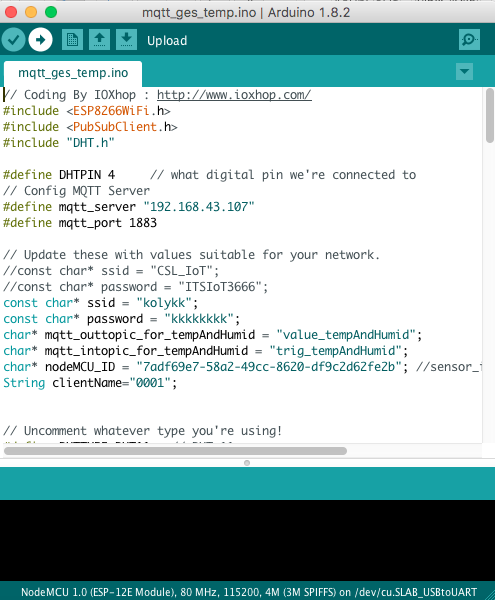 mqtt_ges_temp.ino | Arduino 1.8.2
Upload
mqtt_ges_temp.ino
// Coding By IOXhop : http://www.ioxhop.com/
#include <ESP8266WiFi.h>
#include <PubSubClient.h>
#include "DHT.h"
#define DHTPIN 4     // what digital pin we're connected to
// Config MQTT Server
#define mqtt_server "192.168.43.107"
#define mqtt_port 1883
// Update these with values suitable for your network.
//const char* ssid = "CSL_IoT";
//const char* password = "ITSIoT3666";
const char* ssid = "kolykk";
const char* password = "kkkkkkkk";
char* mqtt_outtopic_for_tempAndHumid = "value_tempAndHumid";
char* mqtt_intopic_for_tempAndHumid = "trig_tempAndHumid";
char* nodeMCU_ID = "7adf69e7-58a2-49cc-8620-df9c2d62fe2b"; //sensor_
String clientName="0001";
// Uncomment whatever type you're using!
NodeMCU 1.0 (ESP-12E Module), 80 MHz, 115200, 4M (3M SPIFFS) on /dev/cu.SLAB_USBtoUART